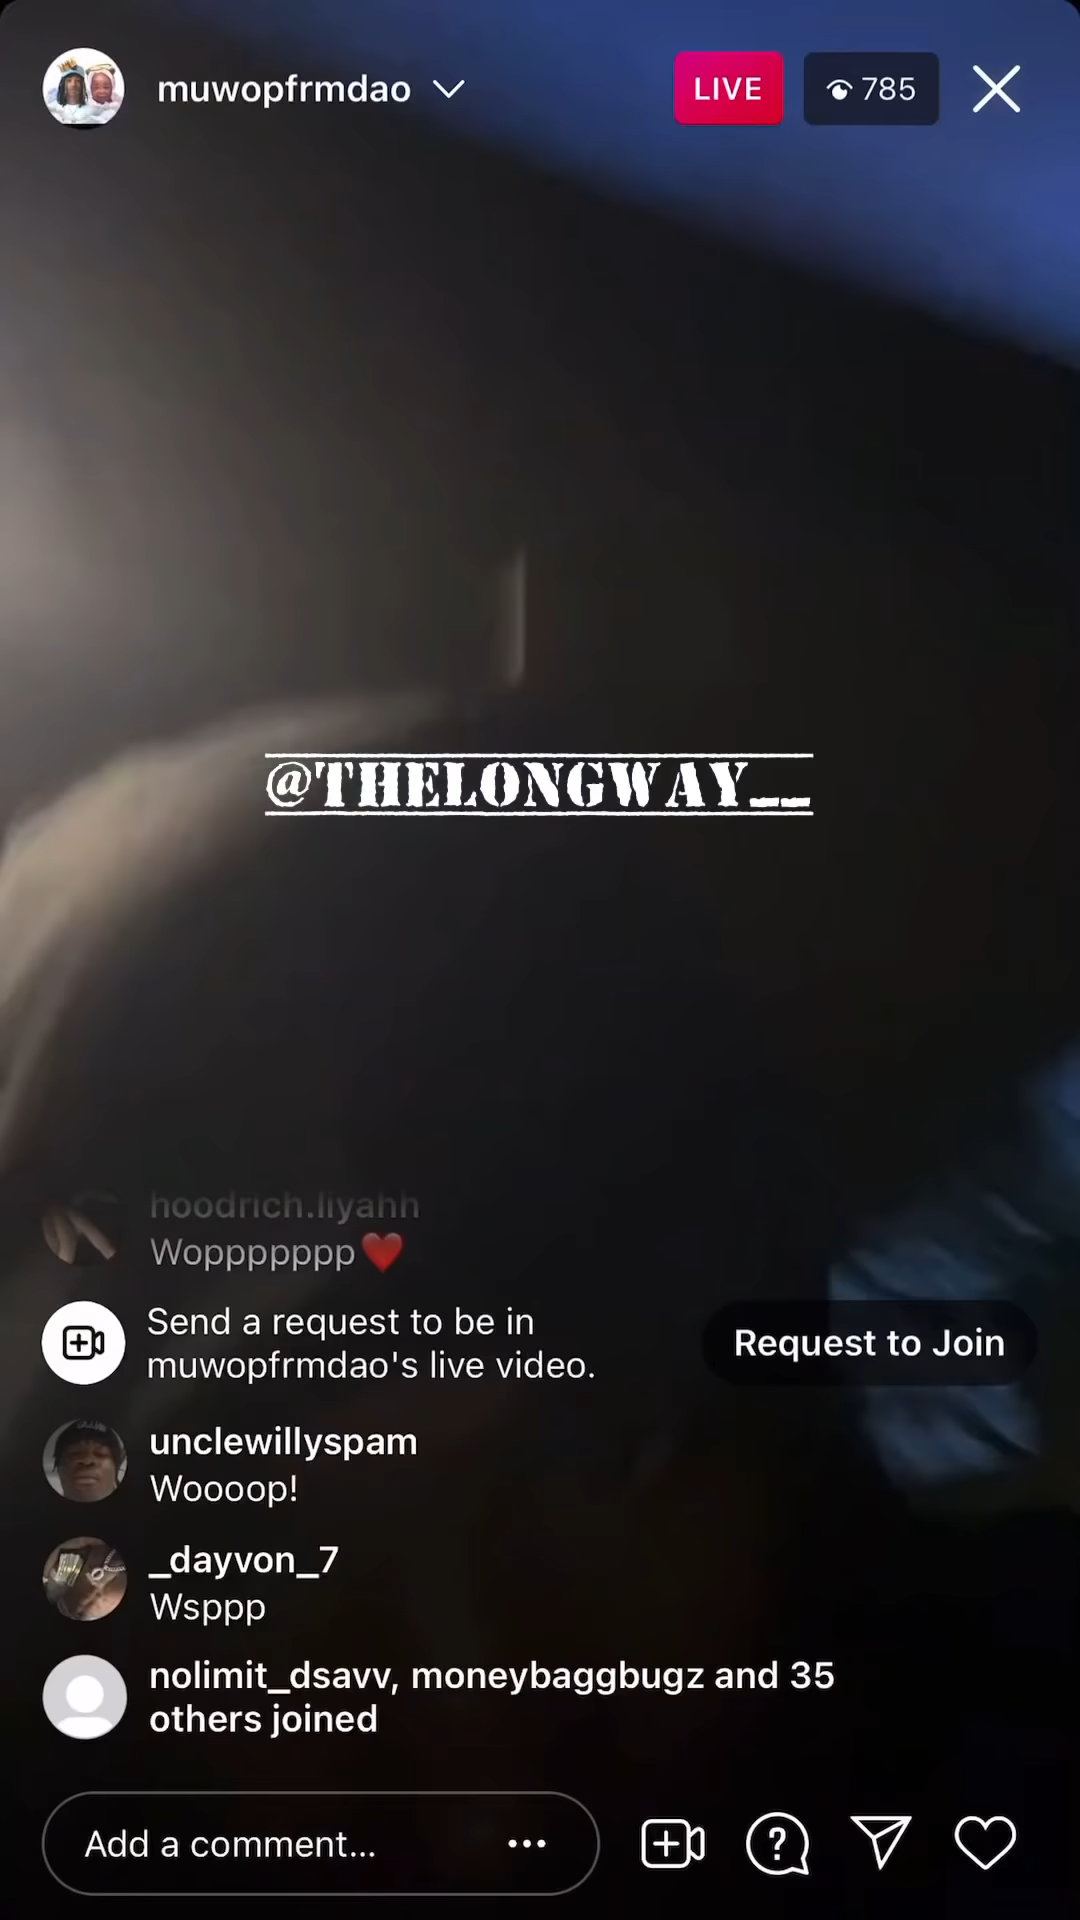 muwopfrmdao
LIVE
785
@THELONGWAY__
hoodrich.liyahh
Wopppppppp❤️
Send a request to be in
muwopfrmdao's live video.
Request to Join
unclewillyspam
Woooop!
_dayvon_7
Wsppp
nolimit_dsavv, moneybaggbugz and 35
others joined
Add a comment...